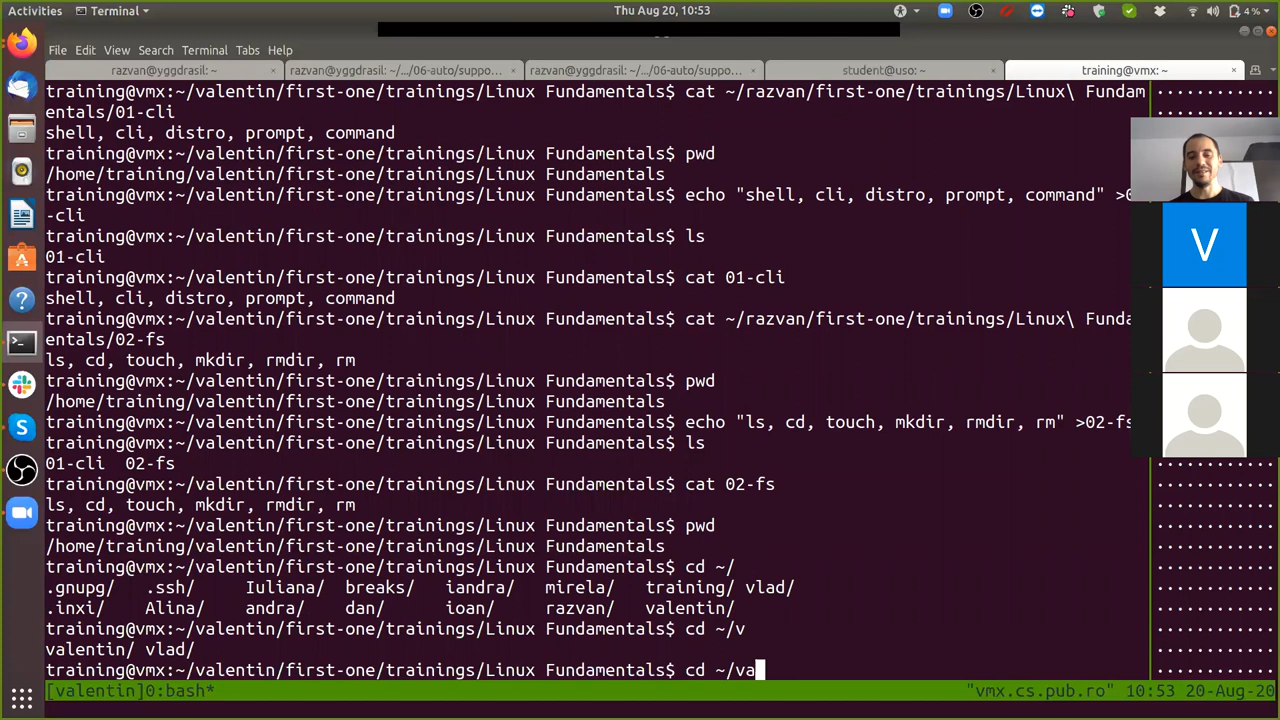 Activities Terminal Thu Aug 20, 10:53 4 %
File Edit View Search Terminal Tabs Help
razvan@yggdrasil: ~ × razvan@yggdrasil: ~/.../06-auto/suppo... × razvan@yggdrasil: ~/.../06-auto/suppo... × student@uso: ~ × training@vmx: ~ ×
training@vmx:~/valentin/first-one/trainings/Linux Fundamentals$ cat ~/razvan/first-one/trainings/Linux\ Fundam
entals/01-cli
shell, cli, distro, prompt, command
training@vmx:~/valentin/first-one/trainings/Linux Fundamentals$ pwd
/home/training/valentin/first-one/trainings/Linux Fundamentals
training@vmx:~/valentin/first-one/trainings/Linux Fundamentals$ echo "shell, cli, distro, prompt, command" >0
-cli
training@vmx:~/valentin/first-one/trainings/Linux Fundamentals$ ls
01-cli
training@vmx:~/valentin/first-one/trainings/Linux Fundamentals$ cat 01-cli
shell, cli, distro, prompt, command
training@vmx:~/valentin/first-one/trainings/Linux Fundamentals$ cat ~/razvan/first-one/trainings/Linux\ Funda
entals/02-fs
ls, cd, touch, mkdir, rmdir, rm
training@vmx:~/valentin/first-one/trainings/Linux Fundamentals$ pwd
/home/training/valentin/first-one/trainings/Linux Fundamentals
training@vmx:~/valentin/first-one/trainings/Linux Fundamentals$ echo "ls, cd, touch, mkdir, rmdir, rm" >02-fs
training@vmx:~/valentin/first-one/trainings/Linux Fundamentals$ ls
01-cli 02-fs
training@vmx:~/valentin/first-one/trainings/Linux Fundamentals$ cat 02-fs
ls, cd, touch, mkdir, rmdir, rm
training@vmx:~/valentin/first-one/trainings/Linux Fundamentals$ pwd
/home/training/valentin/first-one/trainings/Linux Fundamentals
training@vmx:~/valentin/first-one/trainings/Linux Fundamentals$ cd ~/
.gnupg/ .ssh/ Iuliana/ breaks/ iandra/ mirela/ training/ vlad/
.inxi/ Alina/ andra/ dan/ ioan/ razvan/ valentin/
training@vmx:~/valentin/first-one/trainings/Linux Fundamentals$ cd ~/v
valentin/ vlad/
training@vmx:~/valentin/first-one/trainings/Linux Fundamentals$ cd ~/va
[valentin]0:bash* "vmx.cs.pub.ro" 10:53 20-Aug-20
V